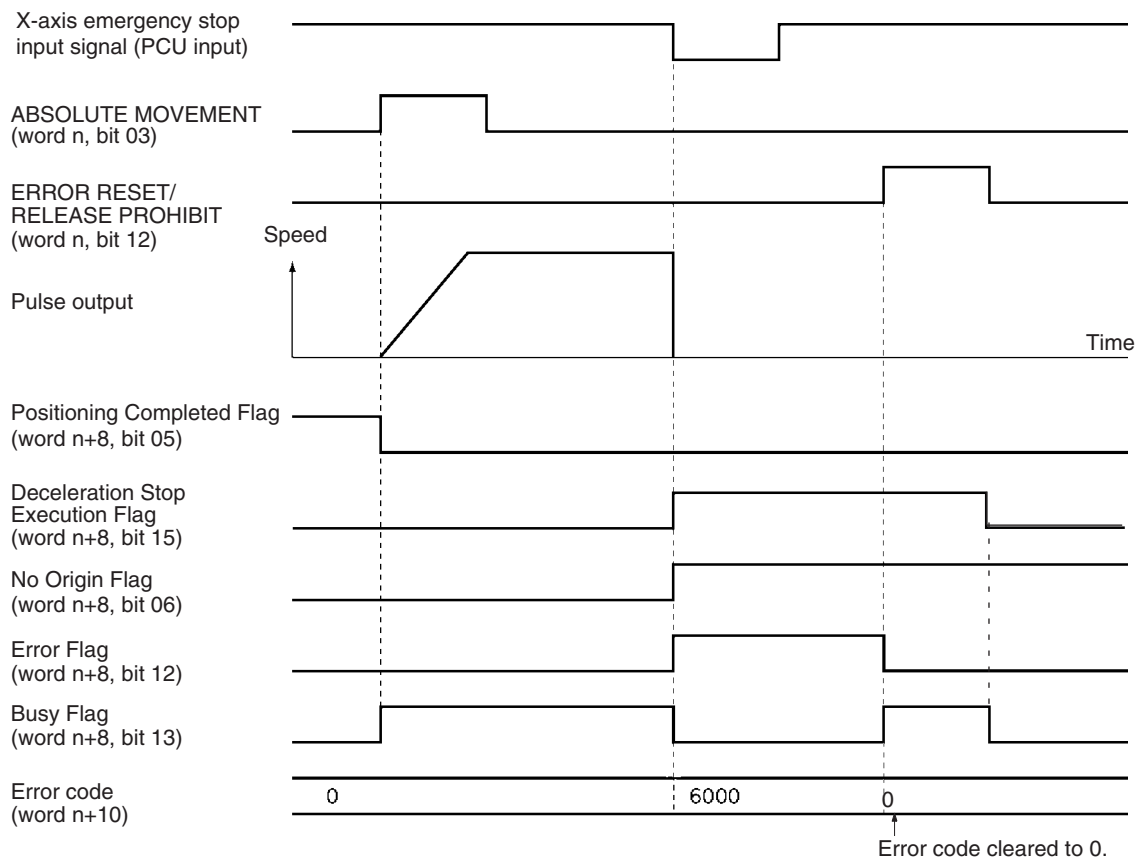 X-axis emergency stop
input signal (PCU input)
ABSOLUTE MOVEMENT
(word n, bit 03)
ERROR RESET/
RELEASE PROHIBIT
(word n, bit 12)
Speed
Pulse output
Time
Positioning Completed Flag
(word n+8, bit 05)
Deceleration Stop
Execution Flag
(word n+8, bit 15)
No Origin Flag
(word n+8, bit 06)
Error Flag
(word n+8, bit 12)
Busy Flag
(word n+8, bit 13)
Error code
(word n+10)
0
6000
0
Error code cleared to 0.